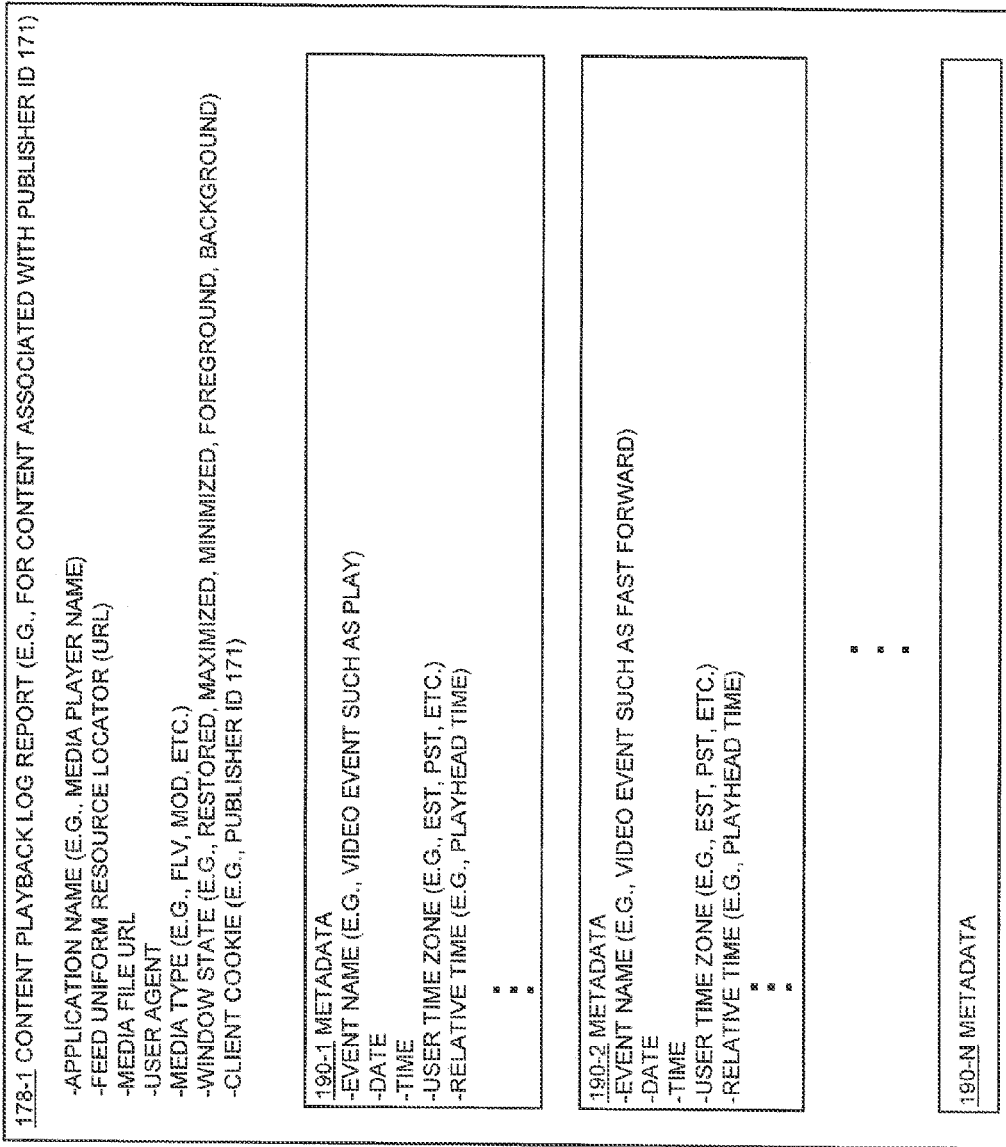 178-1 CONTENT PLAYBACK LOG REPORT (E.G., FOR CONTENT ASSOCIATED WITH PUBLISHER ID 171)
-APPLICATION NAME (E.G., MEDIA PLAYER NAME)
-FEED UNIFORM RESOURCE LOCATOR (URL)
-MEDIA FILE URL
-USER AGENT
-MEDIA TYPE (E.G., FLV, MOD, ETC.)
-WINDOW STATE (E.G., RESTORED, MAXIMIZED, MINIMIZED, FOREGROUND, BACKGROUND)
-CLIENT COOKIE (E.G., PUBLISHER ID 171)
190-1 METADATA
-EVENT NAME (E.G., VIDEO EVENT SUCH AS PLAY)
-DATE
-TIME
-USER TIME ZONE (E.G., EST, PST, ETC.)
-RELATIVE TIME (E.G., PLAYHEAD TIME)
190-2 METADATA
-EVENT NAME (E.G., VIDEO EVENT SUCH AS FAST FORWARD)
-DATE
-TIME
-USER TIME ZONE (E.G., EST, PST, ETC.)
-RELATIVE TIME (E.G., PLAYHEAD TIME)
190-N METADATA